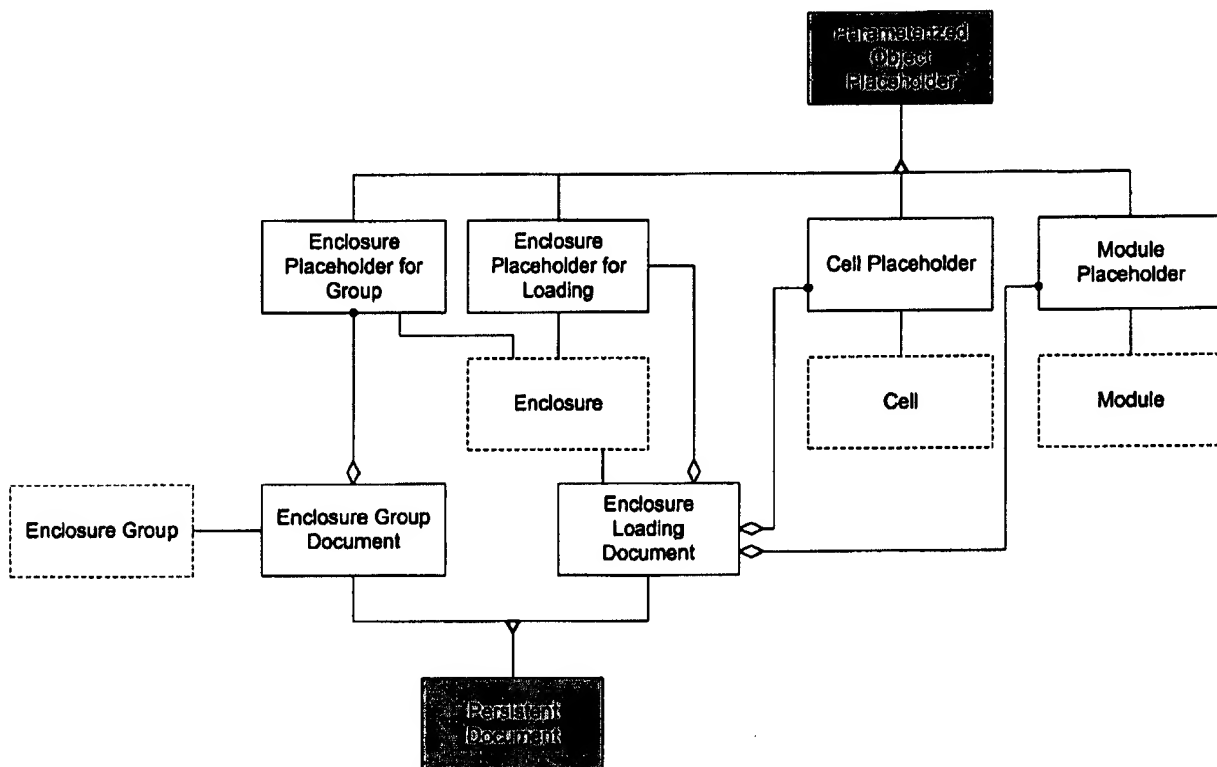 Parameterized
Object
Placeholder
Enclosure
Placeholder for
Group
Enclosure
Placeholder for
Loading
Cell Placeholder
Module
Placeholder
Enclosure
Cell
Module
Enclosure Group
Enclosure Group
Document
Enclosure
Loading
Document
Persistent
Document